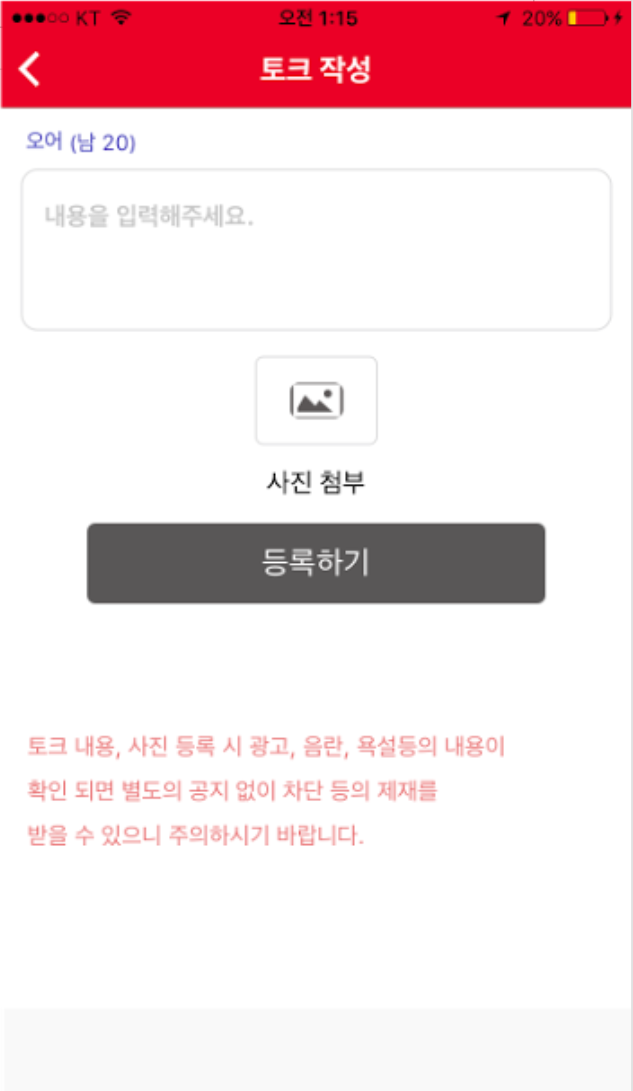 KT 오전 1:15 20%
토크 작성
오어 (남 20)
내용을 입력해주세요.
사진 첨부
등록하기
토크 내용, 사진 등록 시 광고, 음란, 욕설등의 내용이
확인 되면 별도의 공지 없이 차단 등의 제재를
받을 수 있으니 주의하시기 바랍니다.